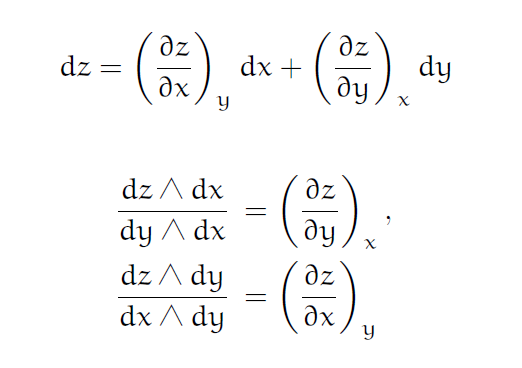 dz = (∂z/∂x)_y dx + (∂z/∂y)_x dy
(dz ∧ dx)/(dy ∧ dx) = (∂z/∂y)_x ,
(dz ∧ dy)/(dx ∧ dy) = (∂z/∂x)_y